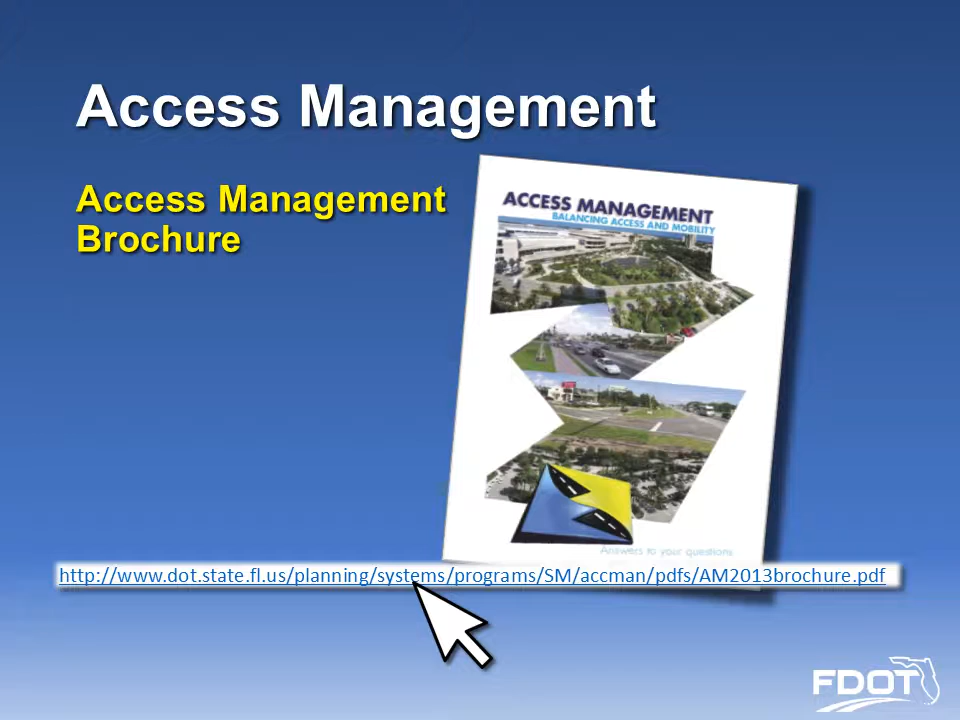 Access Management
Access Management
Brochure
ACCESS MANAGEMENT
BALANCING ACCESS AND MOBILITY
Answers to your questions
http://www.dot.state.fl.us/planning/systems/programs/SM/accman/pdfs/AM2013brochure.pdf
FDOT